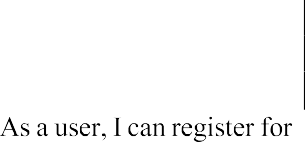 As a user, I can register for